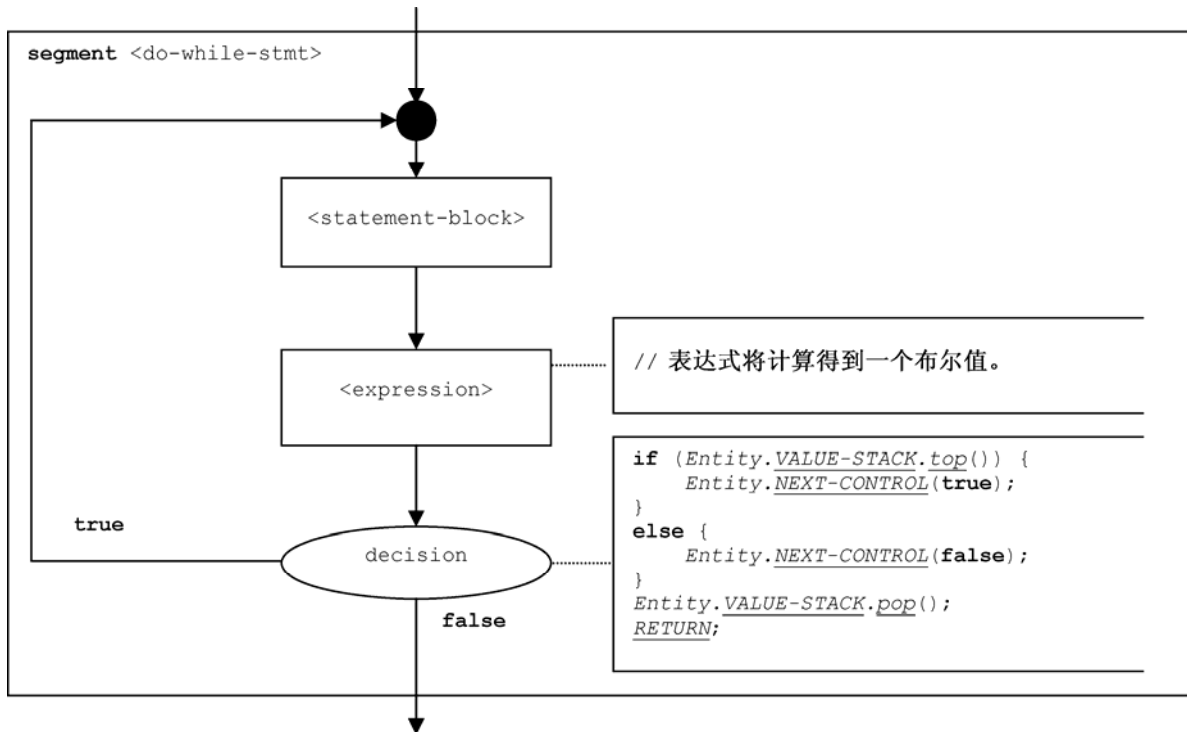 segment <do-while-stmt>
<statement-block>
<expression>
// 表达式将计算得到一个布尔值。
decision
true
false
if (Entity.VALUE-STACK.top()) {
Entity.NEXT-CONTROL(true);
}
else {
Entity.NEXT-CONTROL(false);
}
Entity.VALUE-STACK.pop();
RETURN;